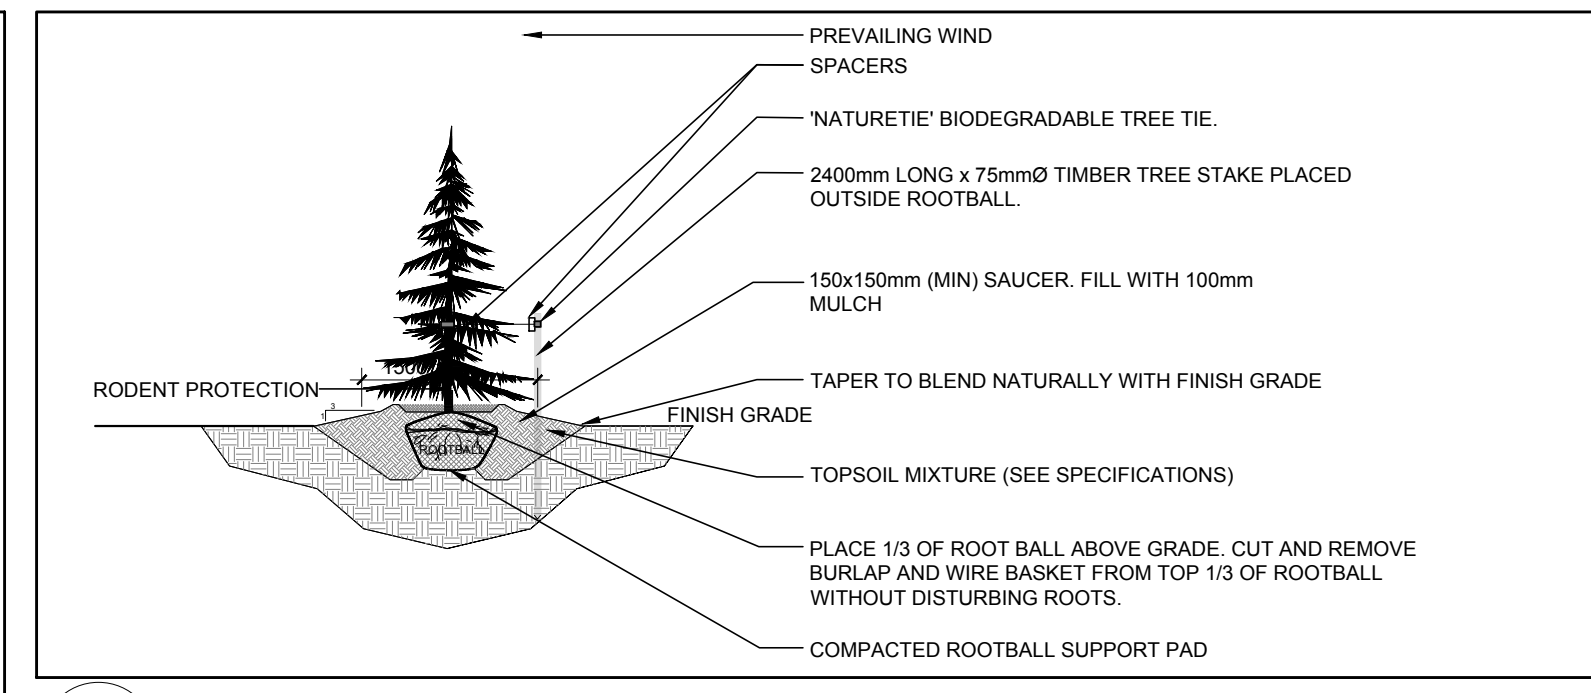 PREVAILING WIND
SPACERS
'NATURETIE' BIODEGRADABLE TREE TIE.
2400mm LONG x 75mmØ TIMBER TREE STAKE PLACED
OUTSIDE ROOTBALL.
150x150mm (MIN) SAUCER. FILL WITH 100mm
MULCH
1500
RODENT PROTECTION
TAPER TO BLEND NATURALLY WITH FINISH GRADE
3
1
FINISH GRADE
ROOTBALL
TOPSOIL MIXTURE (SEE SPECIFICATIONS)
PLACE 1/3 OF ROOT BALL ABOVE GRADE. CUT AND REMOVE
BURLAP AND WIRE BASKET FROM TOP 1/3 OF ROOTBALL
WITHOUT DISTURBING ROOTS.
COMPACTED ROOTBALL SUPPORT PAD